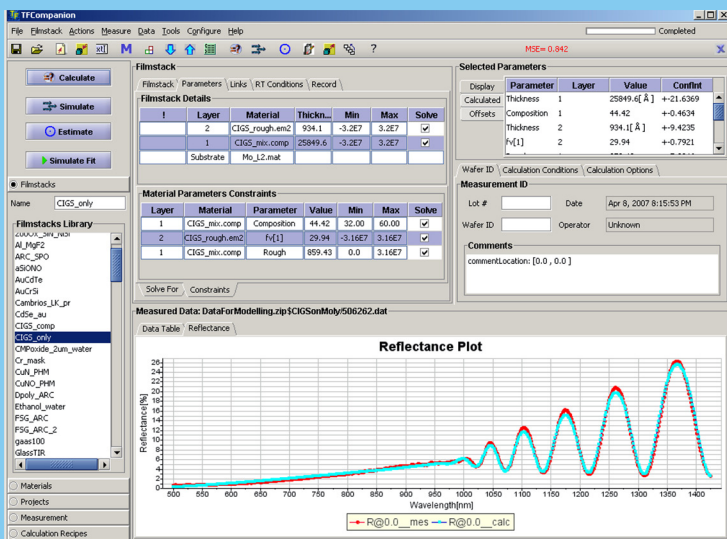 TFCompanion
File Filmstack Actions Measure Data Tools Configure Help
Completed
MSE= 0.842
Calculate
Simulate
Estimate
Simulate Fit
Filmstacks
Name CIGS_only
Filmstacks Library
Al_MgF2
ARC_SPO
aSiONO
AuCdTe
AuCrSi
Cambrios_LK_pr
CdSe_au
CIGS_comp
CIGS_only
CMPoxide_2um_water
Cr_mask
CuN_PHM
CuNO_PHM
Dpoly_ARC
Ethanol_water
FSG_ARC
FSG_ARC_2
gaas100
GlassTIR
Materials
Projects
Measurement
Calculation Recipes
Filmstack
Filmstack Parameters Links RT Conditions Record
Filmstack Details
! Layer Material Thickn... Min Max Solve
2 CIGS_rough.em2 934.1 -3.2E7 3.2E7
1 CIGS_mix.comp 25849.6 -3.2E7 3.2E7
Substrate Mo_L2.mat
Material Parameters Constraints
Layer Material Parameter Value Min Max Solve
1 CIGS_mix.comp Composition 44.42 32.00 60.00
2 CIGS_rough.em2 fv[1] 29.94 -3.16E7 3.16E7
1 CIGS_mix.comp Rough 859.43 0.0 3.16E7
Solve For Constraints
Selected Parameters
Display
Calculated
Offsets
Parameter Layer Value ConfInt
Thickness 1 25849.6[Å] +-21.6369
Composition 1 44.42 +-0.4634
Thickness 2 934.1[Å] +-9.4235
fv[1] 2 29.94 +-0.7921
Wafer ID Calculation Conditions Calculation Options
Measurement ID
Lot # Date Apr 8, 2007 8:15:53 PM
Wafer ID Operator Unknown
Comments
commentLocation: [0.0 , 0.0 ]
Measured Data: DataForModelling.zip$CIGSonMoly/506262.dat
Data Table Reflectance
Reflectance Plot
Reflectance[%]
26
24
22
20
18
16
14
12
10
8
6
4
2
0
500 550 600 650 700 750 800 850 900 950 1000 1050 1100 1150 1200 1250 1300 1350 1400
Wavelength[nm]
R@0.0__mes R@0.0__calc